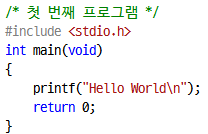 /* 첫 번째 프로그램 */
#include <stdio.h>
int main(void)
{
    printf("Hello World\n");
    return 0;
}